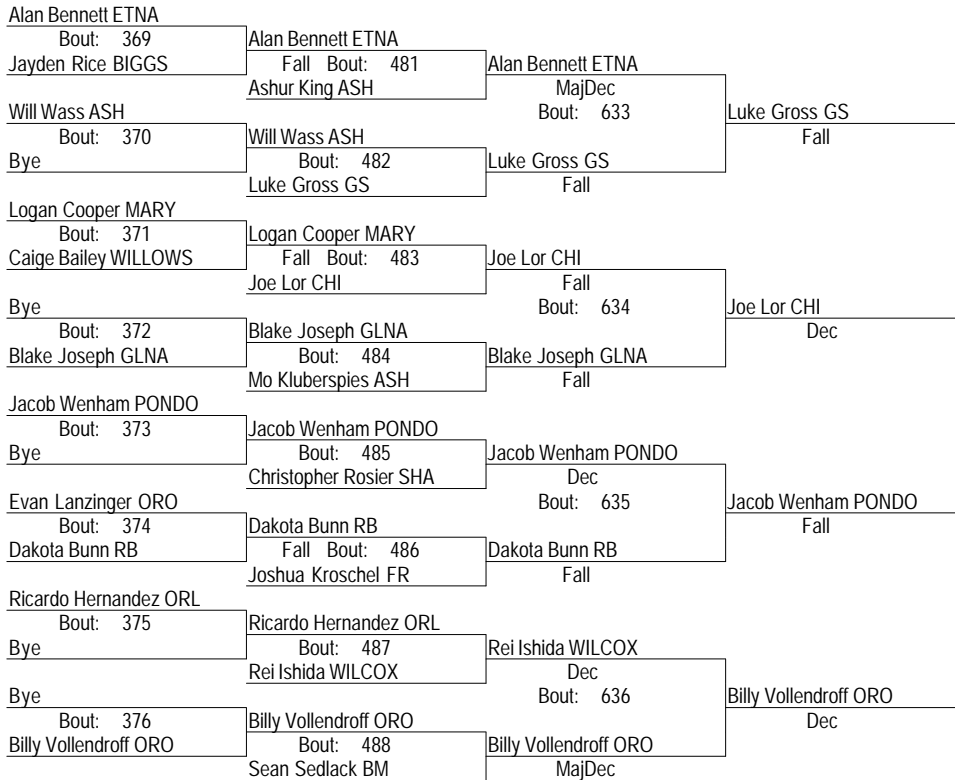 Alan Bennett ETNA
Bout: 369 Alan Bennett ETNA
Jayden Rice BIGGS Fall Bout: 481 Alan Bennett ETNA
Ashur King ASH MajDec
Will Wass ASH Bout: 633 Luke Gross GS
Bout: 370 Will Wass ASH Fall
Bye Bout: 482 Luke Gross GS
Luke Gross GS Fall
Logan Cooper MARY
Bout: 371 Logan Cooper MARY
Caige Bailey WILLOWS Fall Bout: 483 Joe Lor CHI
Joe Lor CHI Fall
Bye Bout: 634 Joe Lor CHI
Bout: 372 Blake Joseph GLNA Dec
Blake Joseph GLNA Bout: 484 Blake Joseph GLNA
Mo Kluberspies ASH Fall
Jacob Wenham PONDO
Bout: 373 Jacob Wenham PONDO
Bye Bout: 485 Jacob Wenham PONDO
Christopher Rosier SHA Dec
Evan Lanzinger ORO Bout: 635 Jacob Wenham PONDO
Bout: 374 Dakota Bunn RB Fall
Dakota Bunn RB Fall Bout: 486 Dakota Bunn RB
Joshua Kroschel FR Fall
Ricardo Hernandez ORL
Bout: 375 Ricardo Hernandez ORL
Bye Bout: 487 Rei Ishida WILCOX
Rei Ishida WILCOX Dec
Bye Bout: 636 Billy Vollendroff ORO
Bout: 376 Billy Vollendroff ORO Dec
Billy Vollendroff ORO Bout: 488 Billy Vollendroff ORO
Sean Sedlack BM MajDec